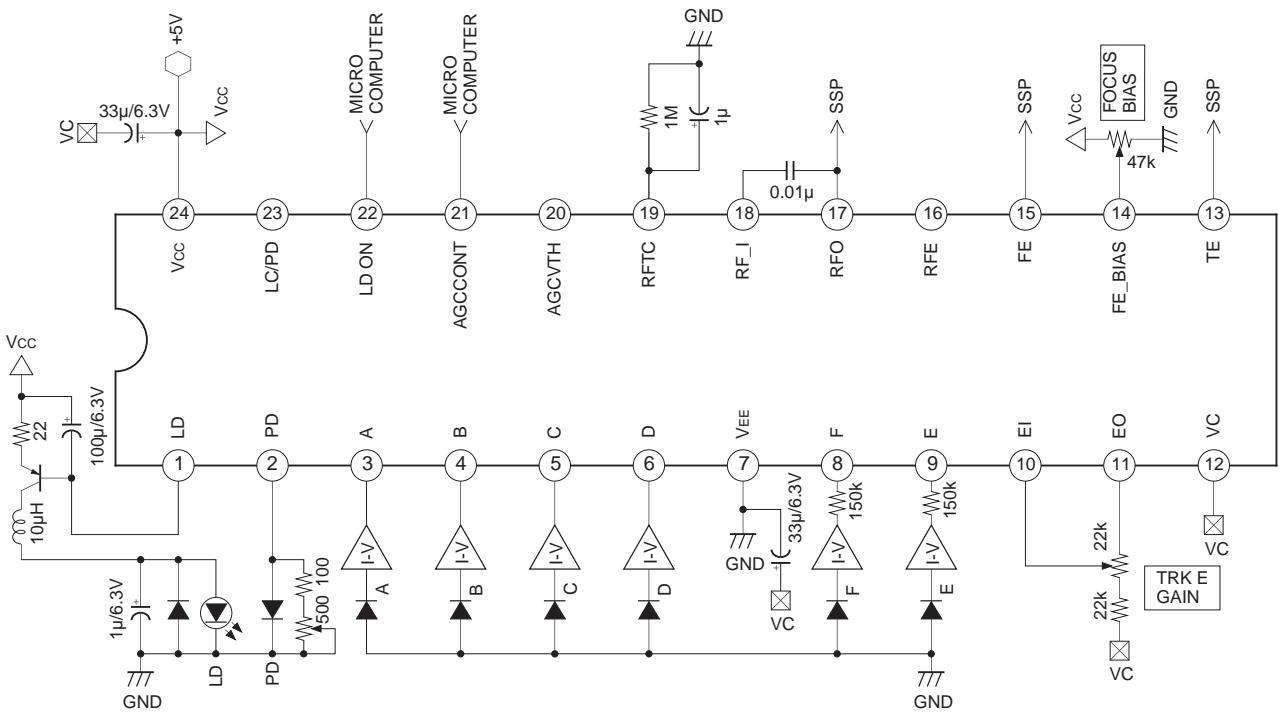 +5V
MICRO
COMPUTER
MICRO
COMPUTER
GND
33µ/6.3V
VC
Vcc
1M
1µ
SSP
0.01µ
SSP
Vcc
FOCUS
BIAS
GND
47k
SSP
24
23
22
21
20
19
18
17
16
15
14
13
Vcc
LC/PD
LD ON
AGCCONT
AGCVTH
RFTC
RF_I
RFO
RFE
FE
FE_BIAS
TE
Vcc
22
100µ/6.3V
10µH
LD
PD
A
B
C
D
VEE
F
E
EI
EO
VC
1
2
3
4
5
6
7
8
9
10
11
12
150k
150k
33µ/6.3V
GND
VC
I-V
I-V
I-V
I-V
I-V
I-V
22k
22k
TRK E
GAIN
VC
VC
1µ/6.3V
100
500
A
B
C
D
F
E
GND
LD
PD
GND